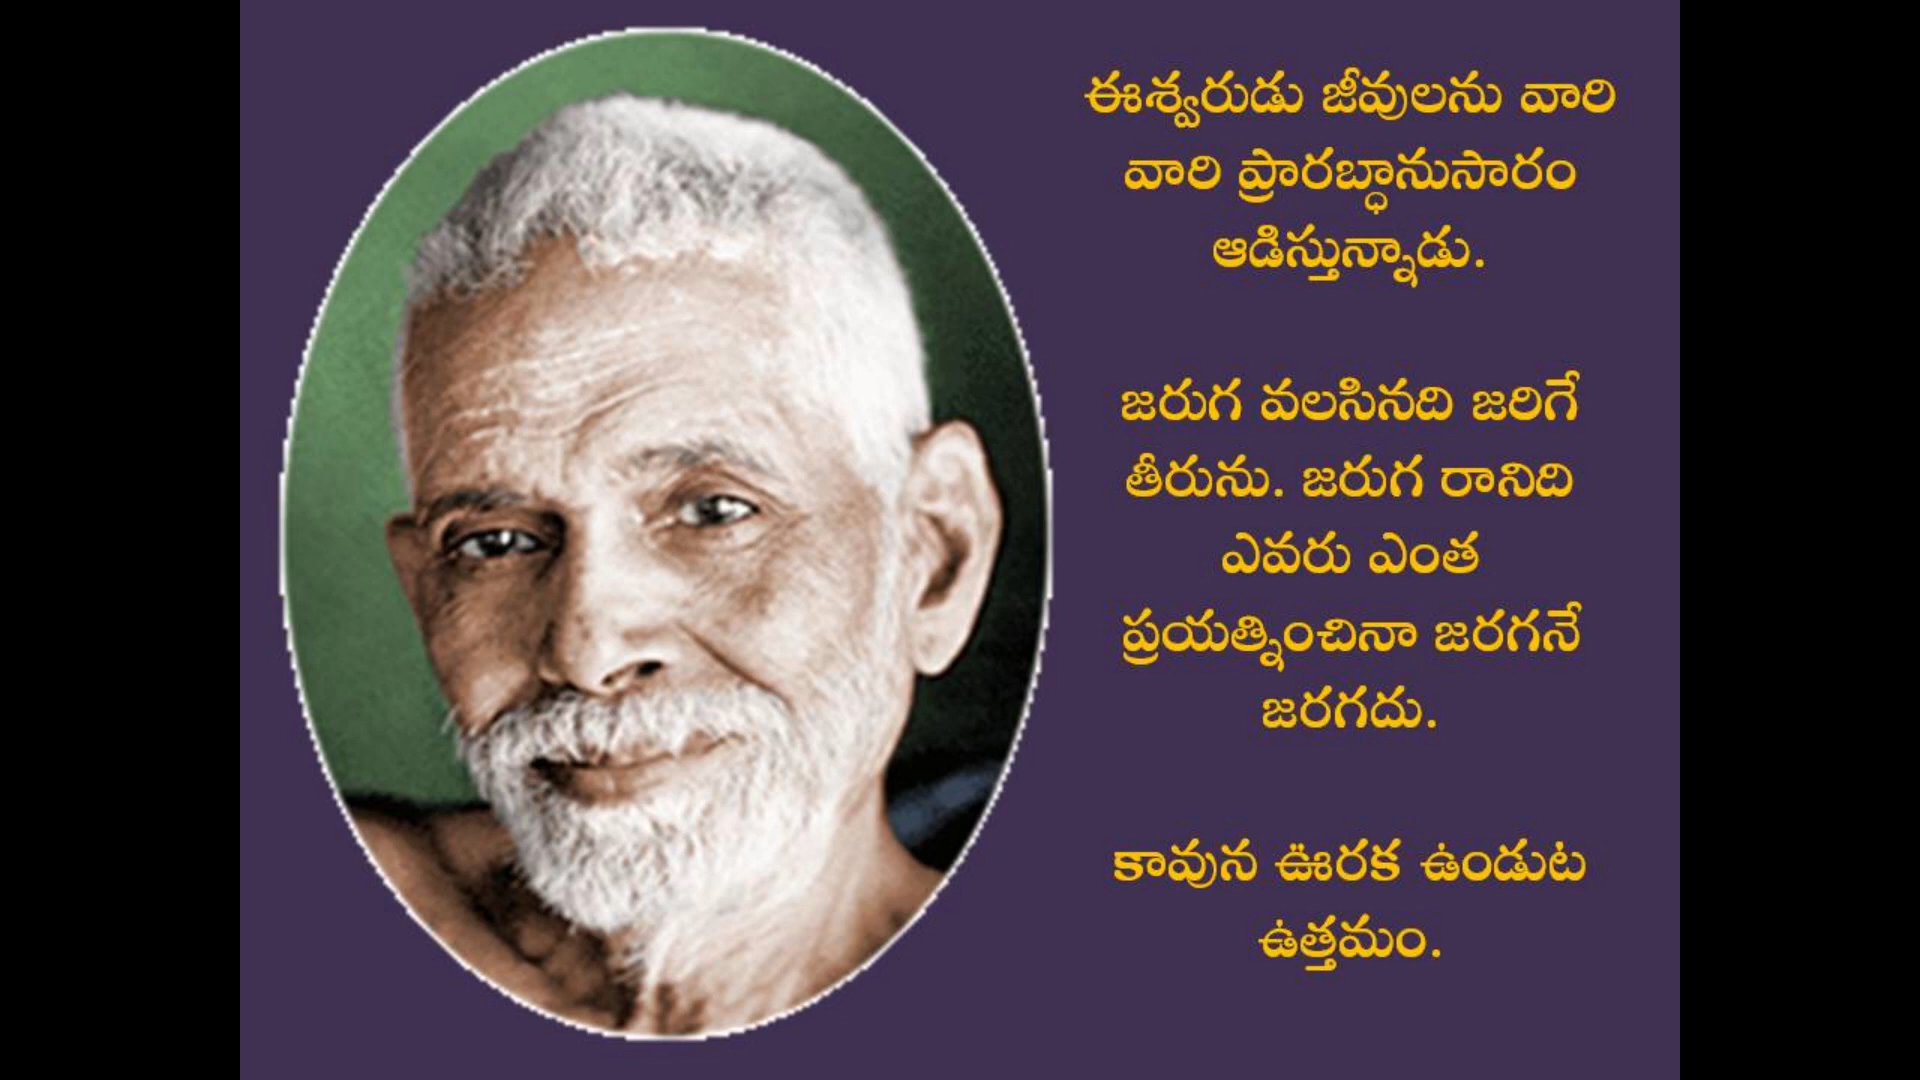 ఈశ్వరుడు జీవులను వారి
వారి ప్రారబ్ధానుసారం
ఆడిస్తున్నాడు.
జరుగ వలసినది జరిగే
తీరును. జరుగ రానిది
ఎవరు ఎంత
ప్రయత్నించినా జరగనే
జరగదు.
కావున ఊరక ఉండుట
ఉత్తమం.